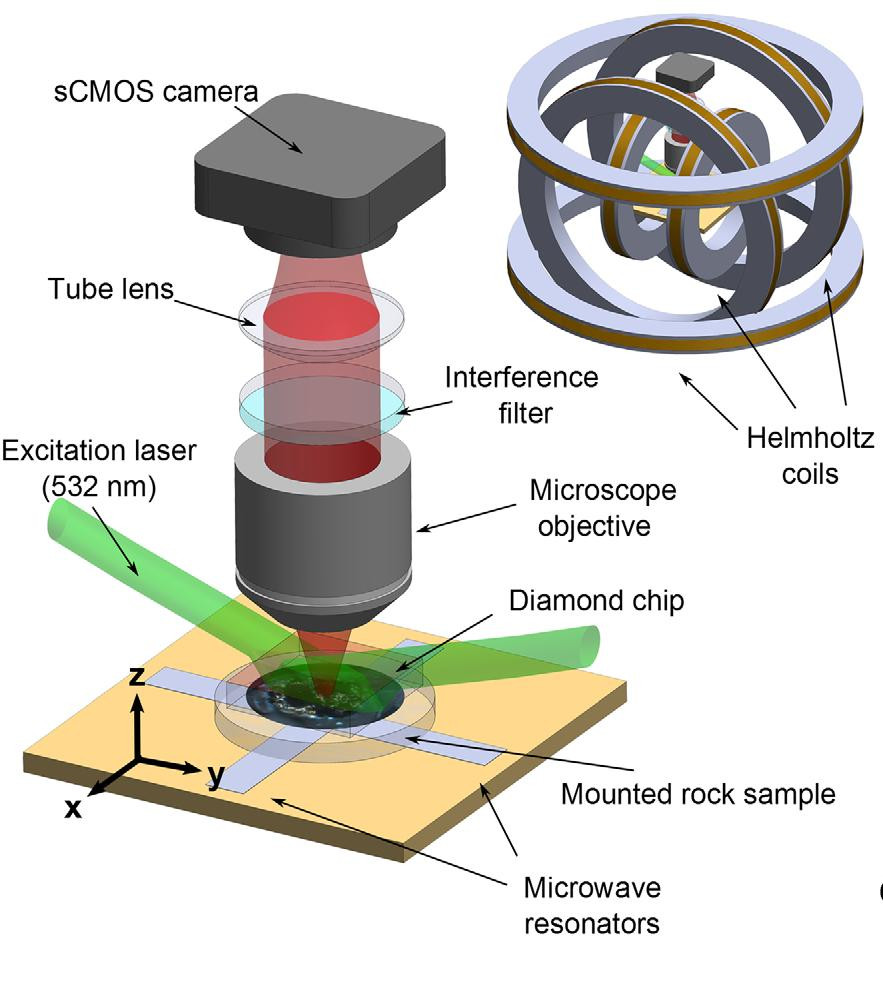 sCMOS camera
Tube lens
Interference
filter
Helmholtz
coils
Excitation laser
(532 nm)
Microscope
objective
Diamond chip
z
y
x
Mounted rock sample
Microwave
resonators